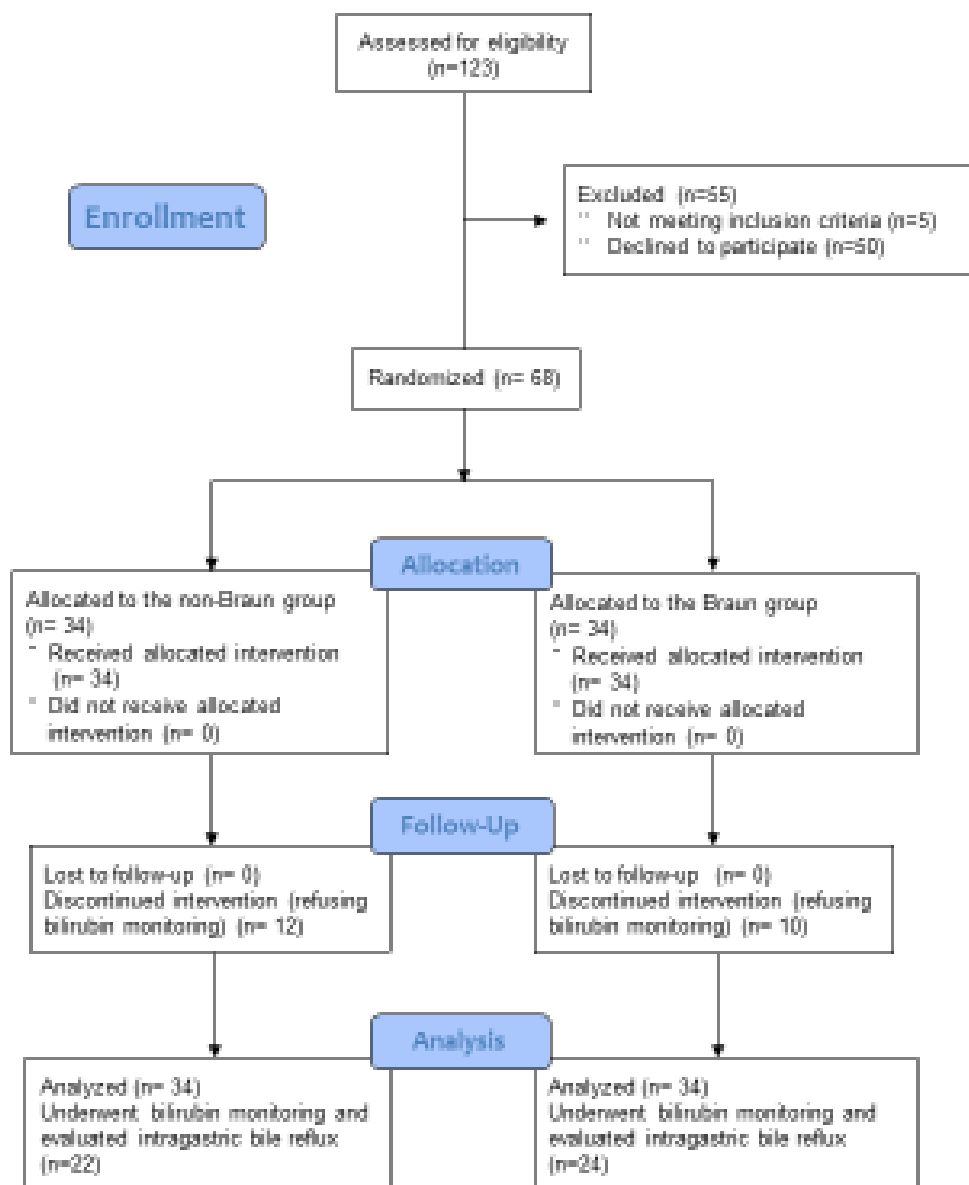 Assessed for eligibility
(n=123)
Enrollment
Excluded (n=55)
" Not meeting inclusion criteria (n=5)
" Declined to participate (n=50)
Randomized (n= 68)
Allocation
Allocated to the non-Braun group
(n= 34)
" Received allocated intervention
(n= 34)
" Did not receive allocated
intervention (n= 0)
Allocated to the Braun group
(n= 34)
" Received allocated intervention
(n= 34)
" Did not receive allocated
intervention (n= 0)
Follow-Up
Lost to follow-up (n= 0)
Discontinued intervention (refusing
bilirubin monitoring) (n= 12)
Lost to follow-up (n= 0)
Discontinued intervention (refusing
bilirubin monitoring) (n= 10)
Analysis
Analyzed (n= 34)
Underwent bilirubin monitoring and
evaluated intragastric bile reflux
(n=22)
Analyzed (n= 34)
Underwent bilirubin monitoring and
evaluated intragastric bile reflux
(n=24)